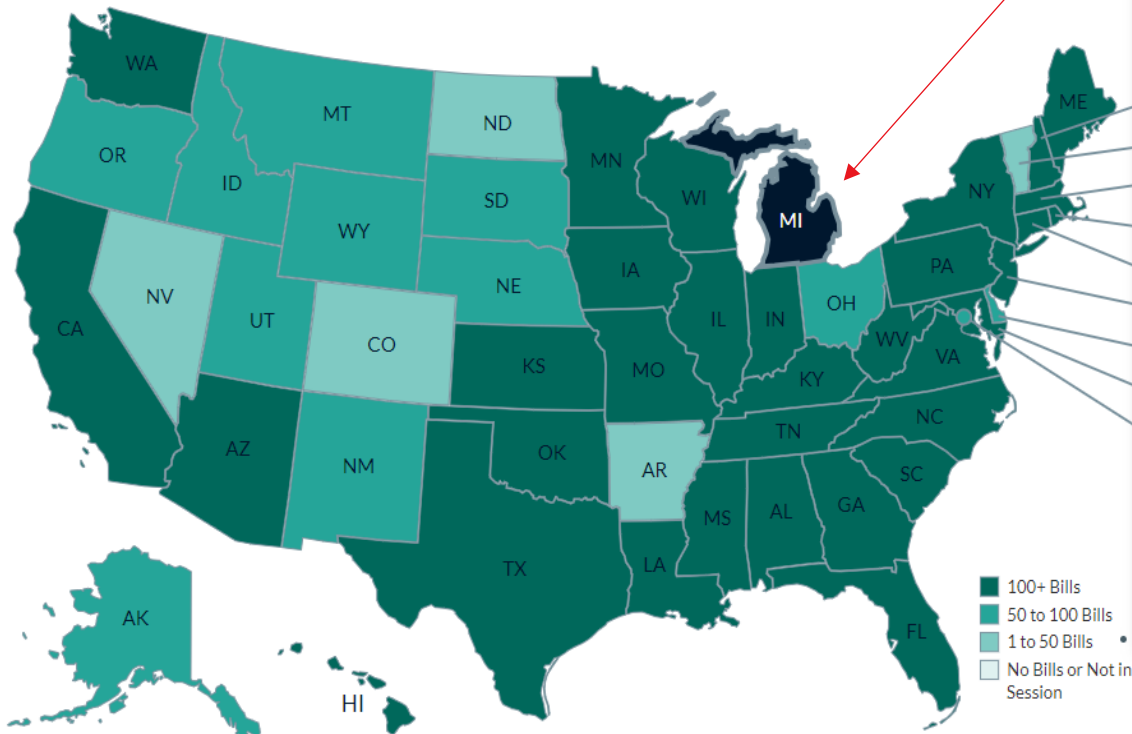 WA
MT
ND
ME
OR
ID
MN
SD
WI
NY
WY
MI
NE
IA
PA
NV
UT
OH
CA
CO
IL
IN
WV
VA
KS
MO
KY
AZ
NM
OK
TN
NC
AR
SC
MS
AL
GA
TX
LA
AK
FL
HI
100+ Bills
50 to 100 Bills
1 to 50 Bills
No Bills or Not in
Session